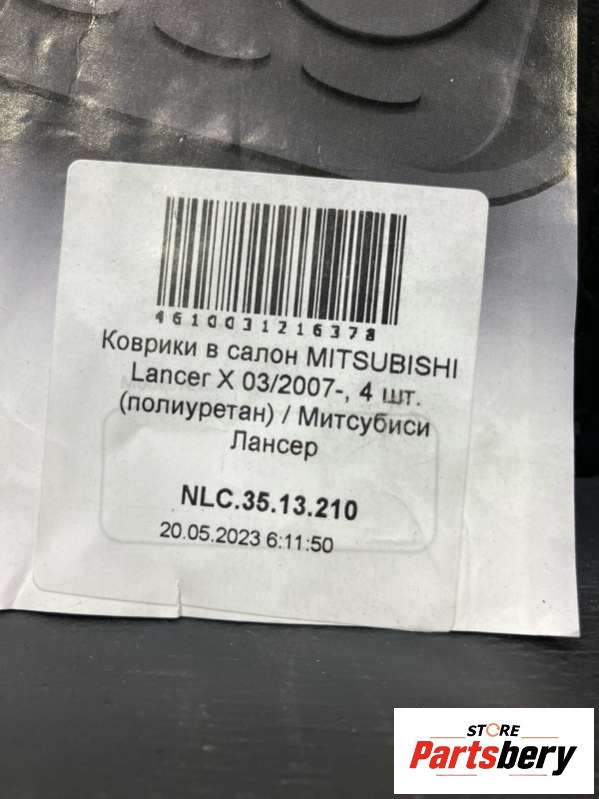 4610031216378
Коврики в салон MITSUBISHI
Lancer X 03/2007-, 4 шт.
(полиуретан) / Митсубиси
Лансер
NLC.35.13.210
20.05.2023 6:11:50
STORE
Partsbery